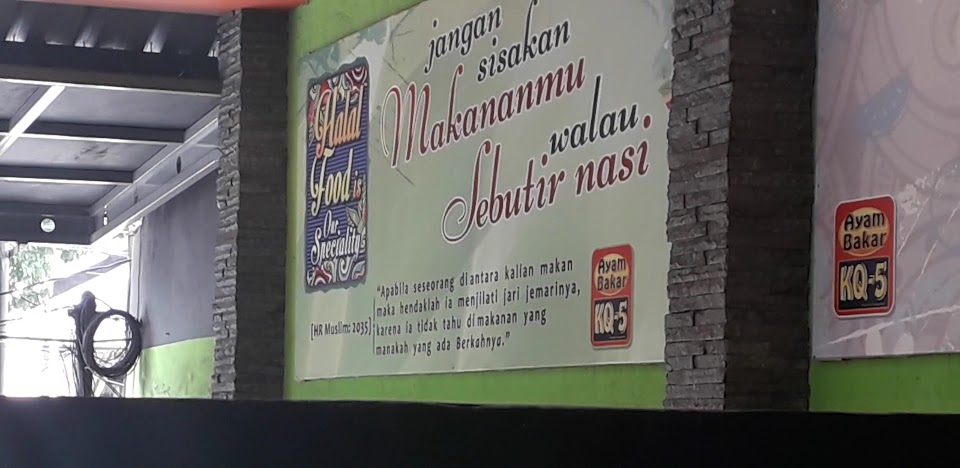 jangan
sisakan
Makananmu
walau
Sebutir nasi
Halal
Food is
Our
Speciality!
"Apabila seseorang diantara kalian makan
maka hendaklah ia menjilati jari jemarinya,
karena ia tidak tahu di makanan yang
manakah yang ada Berkahnya."
[HR Muslim: 2035]
Ayam
Bakar
KQ-5
Ayam
Bakar
KQ-5